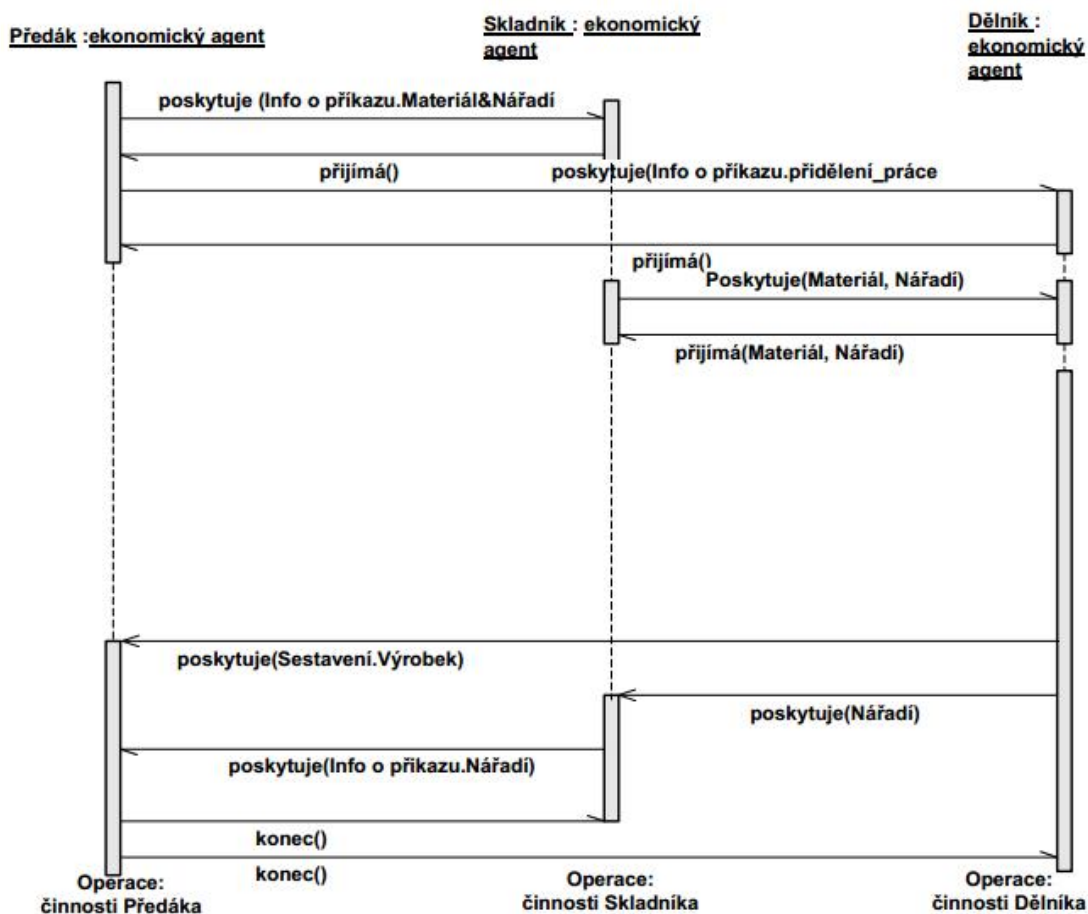 Předák :ekonomický agent
Skladník : ekonomický
agent
Dělník :
ekonomický
agent
poskytuje (Info o příkazu.Materiál&Nářadí
přijímá()
poskytuje(Info o příkazu.přidělení_práce
přijímá()
Poskytuje(Materiál, Nářadí)
přijímá(Materiál, Nářadí)
poskytuje(Sestavení.Výrobek)
poskytuje(Nářadí)
poskytuje(Info o přikazu.Nářadí)
konec()
konec()
Operace:
činnosti Předáka
Operace:
činnosti Skladníka
Operace:
činnosti Dělníka